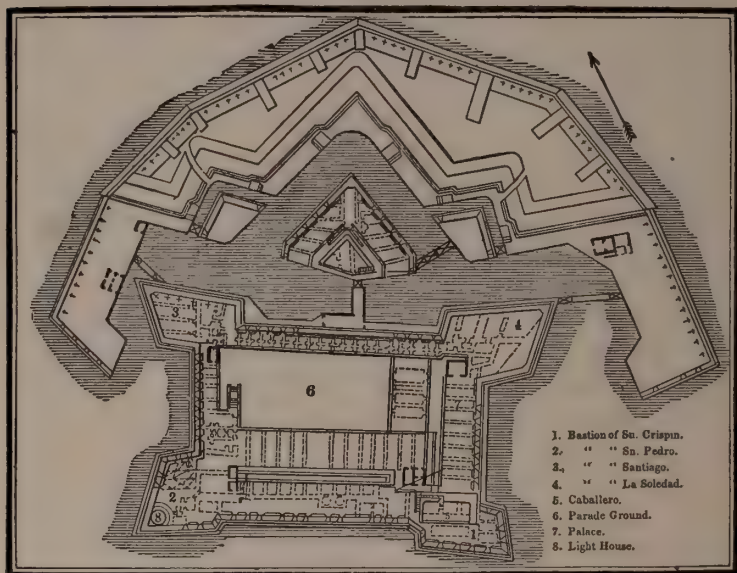 3
4
6
7
2
8
1
1. Bastion of Sn. Crispin.
2. " " Sn. Pedro.
3. " " Santiago.
4. " " La Soledad.
5. Caballero.
6. Parade Ground.
7. Palace.
8. Light House.